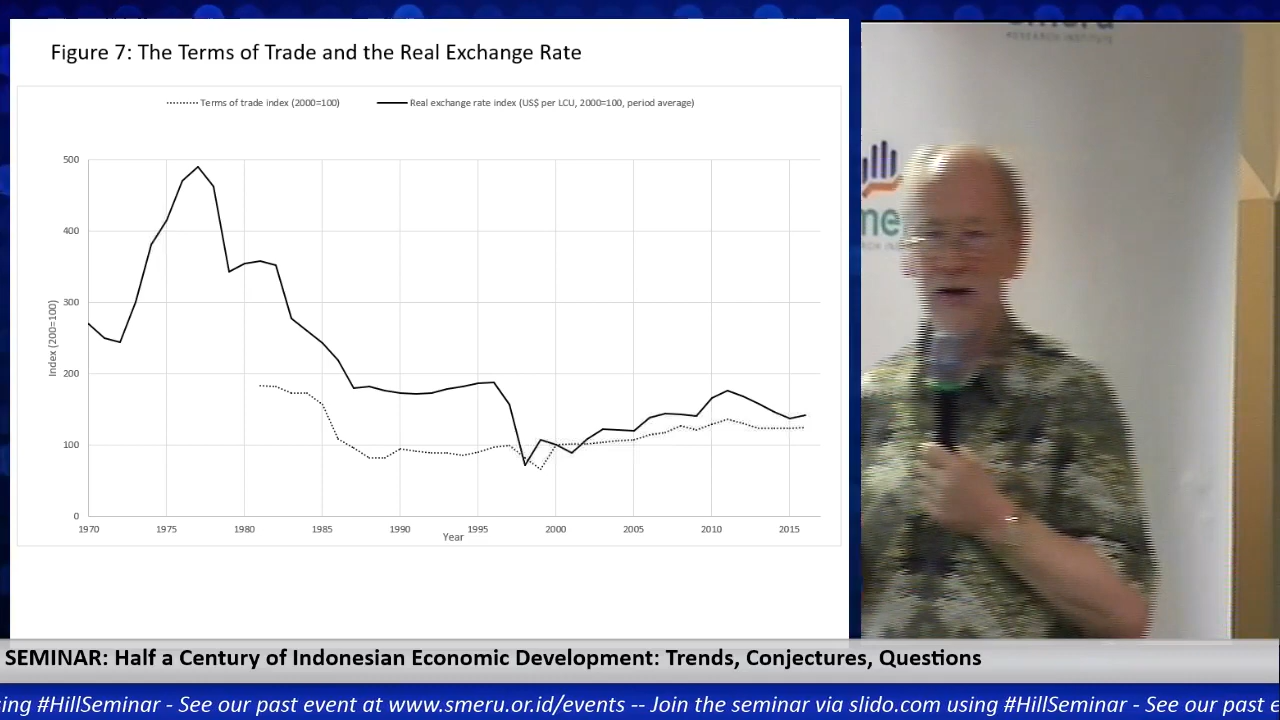 Figure 7: The Terms of Trade and the Real Exchange Rate
Terms of trade index (2000=100)
Real exchange rate index (US$ per LCU, 2000=100, period average)
Index (200=100)
500
400
300
200
100
0
1970 1975 1980 1985 1990 1995 2000 2005 2010 2015
Year
smeru
RESEARCH INSTITUTE
me
SEMINAR: Half a Century of Indonesian Economic Development: Trends, Conjectures, Questions
ing #HillSeminar - See our past event at www.smeru.or.id/events -- Join the seminar via slido.com using #HillSeminar - See our past e